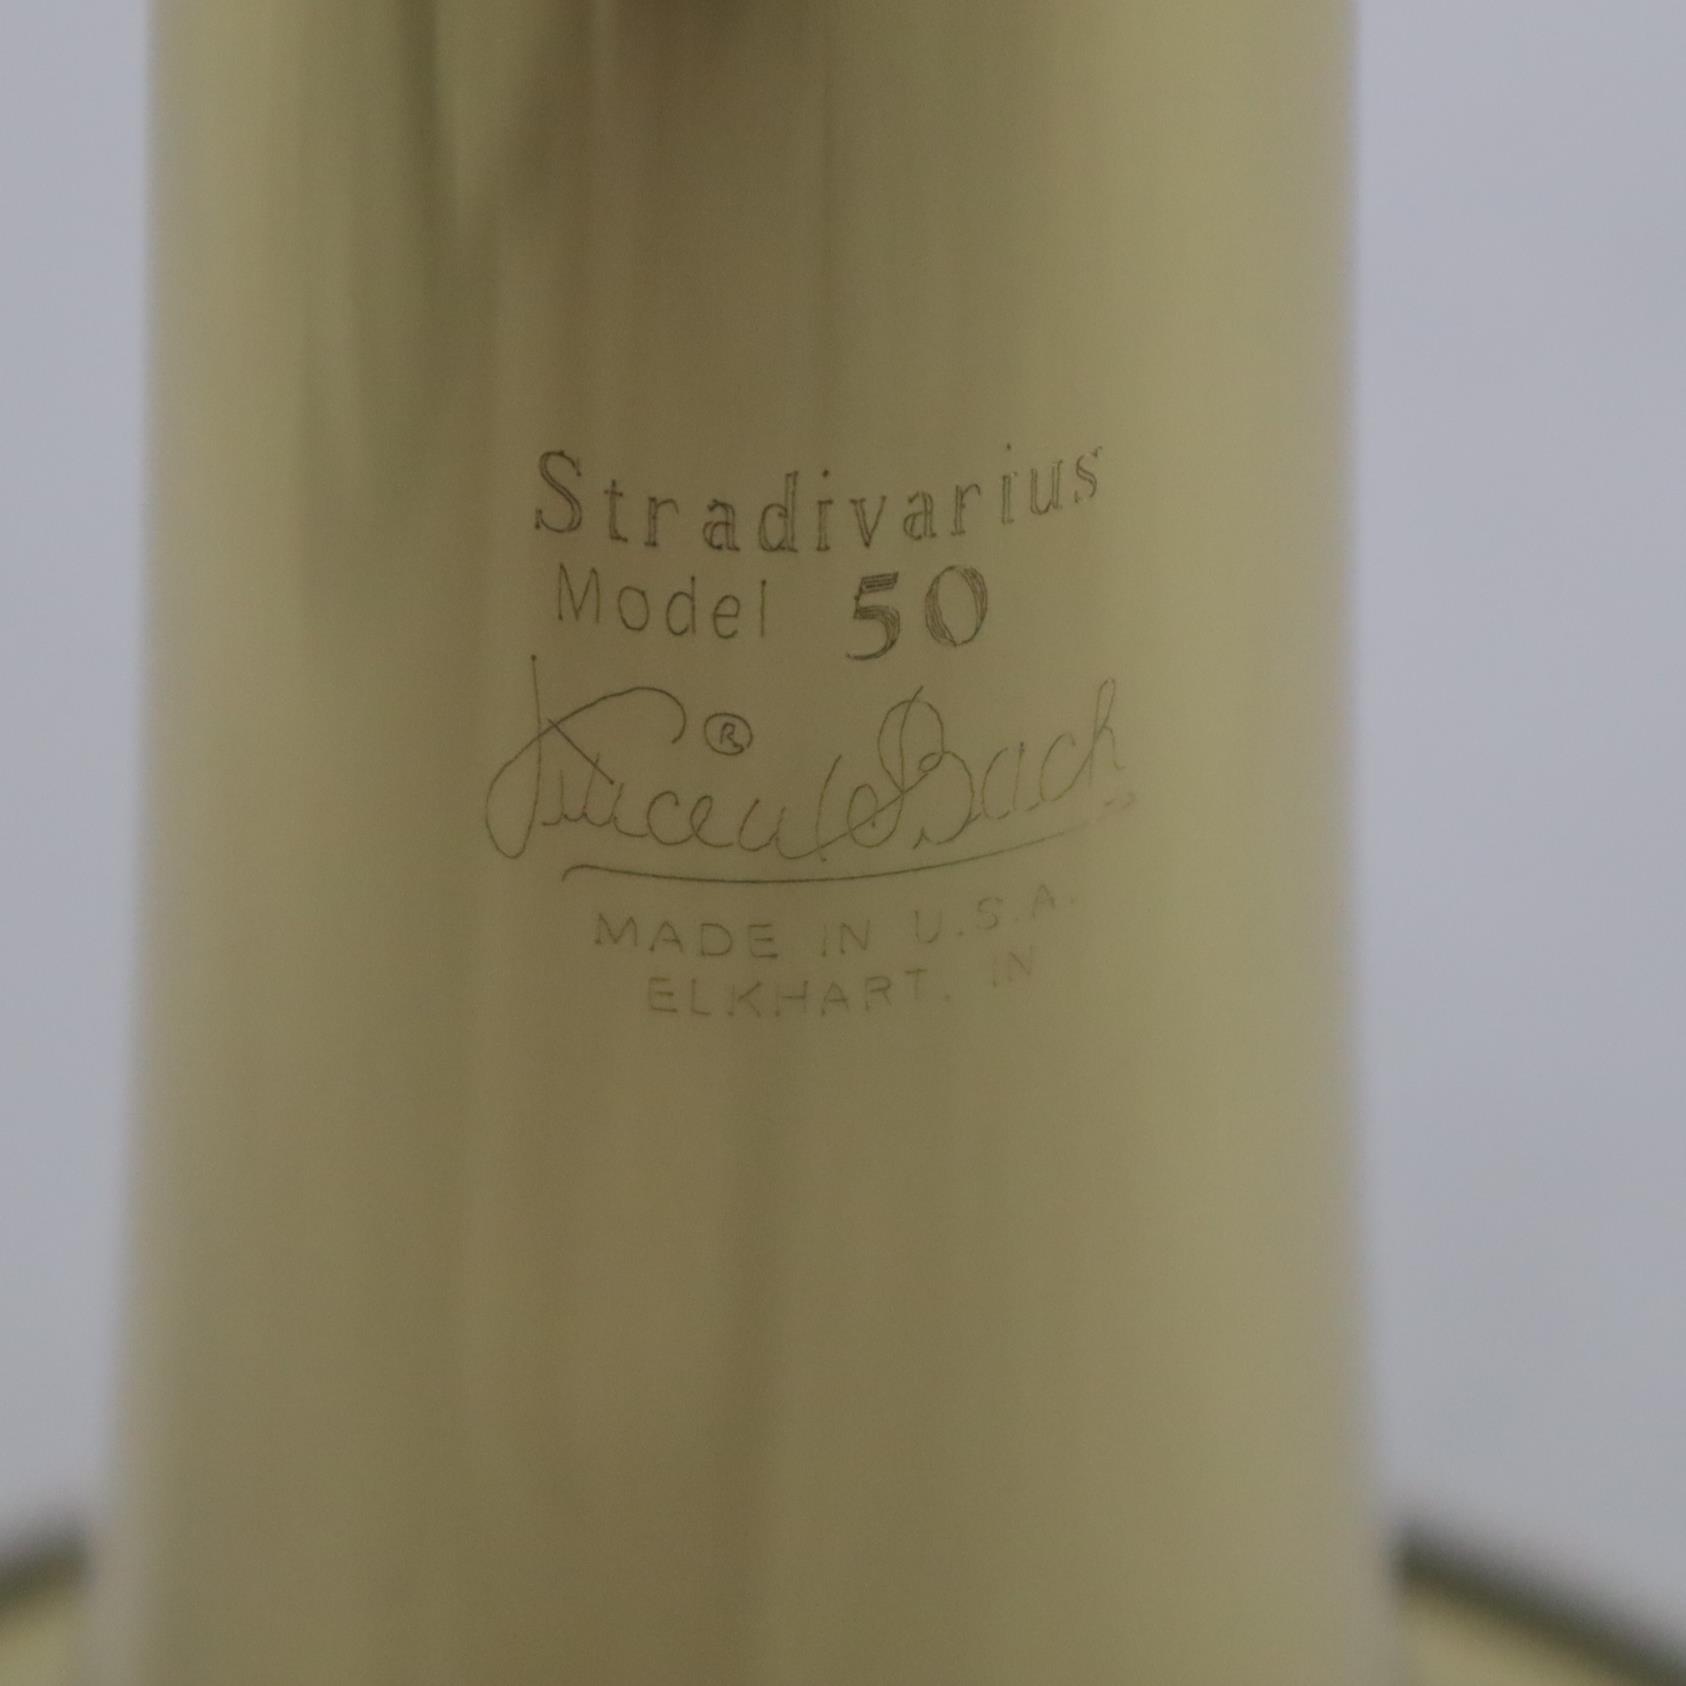 Stradivarius
Model 50
Vincent Bach ®
MADE IN U.S.A.
ELKHART, IN